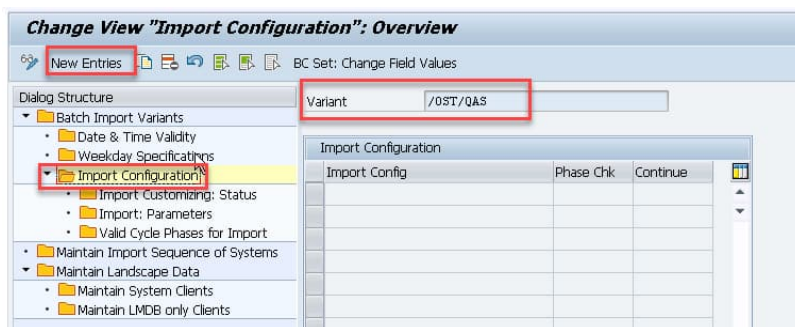 Change View "Import Configuration": Overview
New Entries BC Set: Change Field Values
Dialog Structure
Batch Import Variants
Date & Time Validity
Weekday Specifications
Import Configuration
Import Customizing: Status
Import: Parameters
Valid Cycle Phases for Import
Maintain Import Sequence of Systems
Maintain Landscape Data
Maintain System Clients
Maintain LMDB only Clients
Variant /OST/QAS
Import Configuration
Import Config Phase Chk Continue